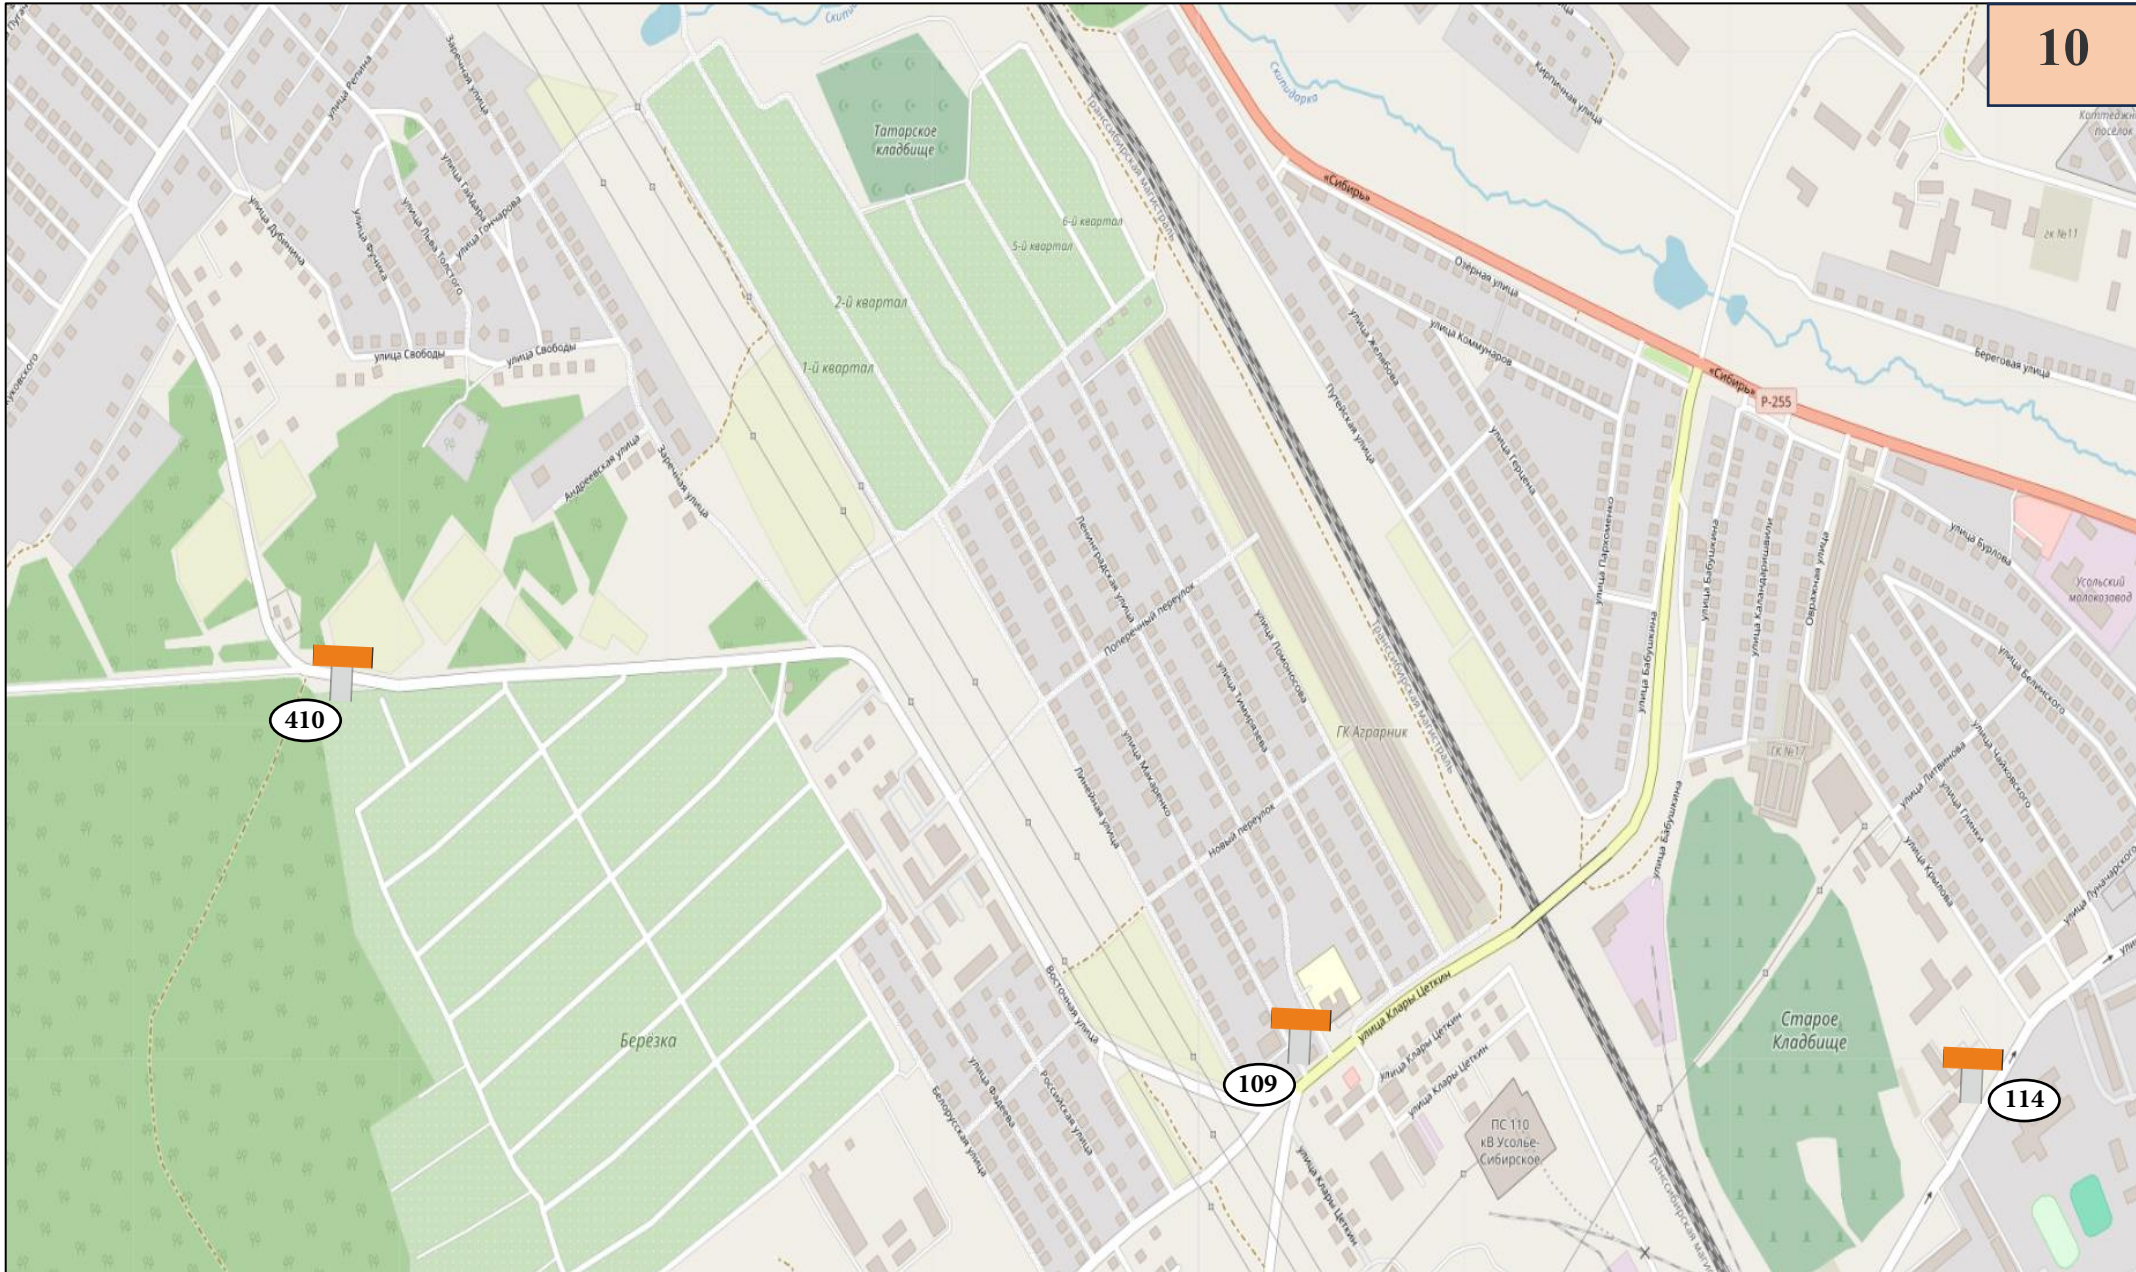 10
Скипидарка
Заречная улица
улица Репина
Татарское
кладбище
Транссибирская магистраль
«Сибирь»
Кирпичная улица
гк №11
улица Гайдара
улица Гончарова
улица Дубинина
улица Фучика
улица Льва Толстого
6-й квартал
5-й квартал
2-й квартал
1-й квартал
улица Свободы
улица Свободы
Озёрная улица
улица Коммунаров
улица Желябова
Путейская улица
улица Герцена
«Сибирь»
Р-255
Береговая улица
Андреевская улица
Заречная улица
улица Пархоменко
улица Бабушкина
улица Каландаришвили
Овражная улица
улица Бурлова
Усольский
молокозавод
Ленинградская улица
Поперечный переулок
улица Ломоносова
улица Тимирязева
Транссибирская магистраль
улица Бабушкина
улица Белинского
410
улица Макаренко
Линейная улица
Новый переулок
ГК Аграрник
ГК №17
улица Литвинова
улица Чайковского
улица Глинки
улица Крылова
улица Луначарского
улица Бабушкина
Берёзка
Восточная улица
улица Фадеева
Российская улица
Белорусская улица
улица Клары Цеткин
улица Клары Цеткин
улица Клары Цеткин
109
улица Клары Цеткин
ПС 110
кВ Усолье-
Сибирское
Старое
Кладбище
114